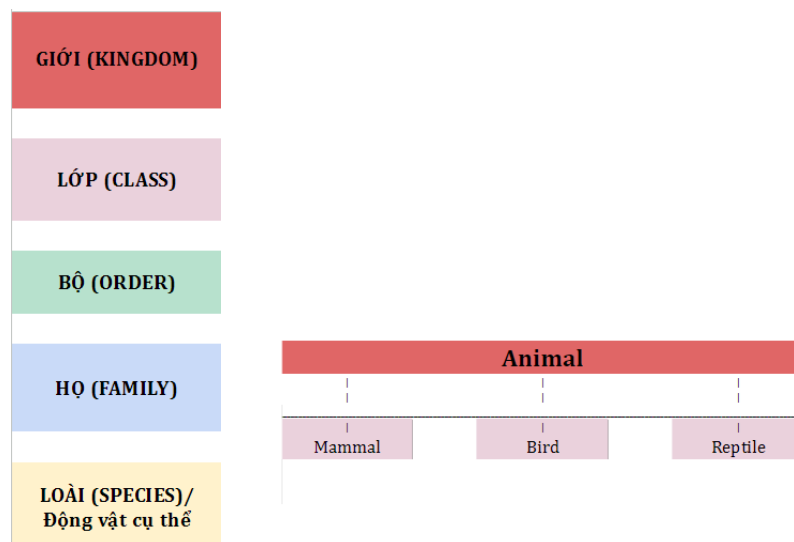 GIỚI (KINGDOM)
LỚP (CLASS)
BỘ (ORDER)
HỌ (FAMILY)
LOÀI (SPECIES)/
Động vật cụ thể
Animal
Mammal
Bird
Reptile